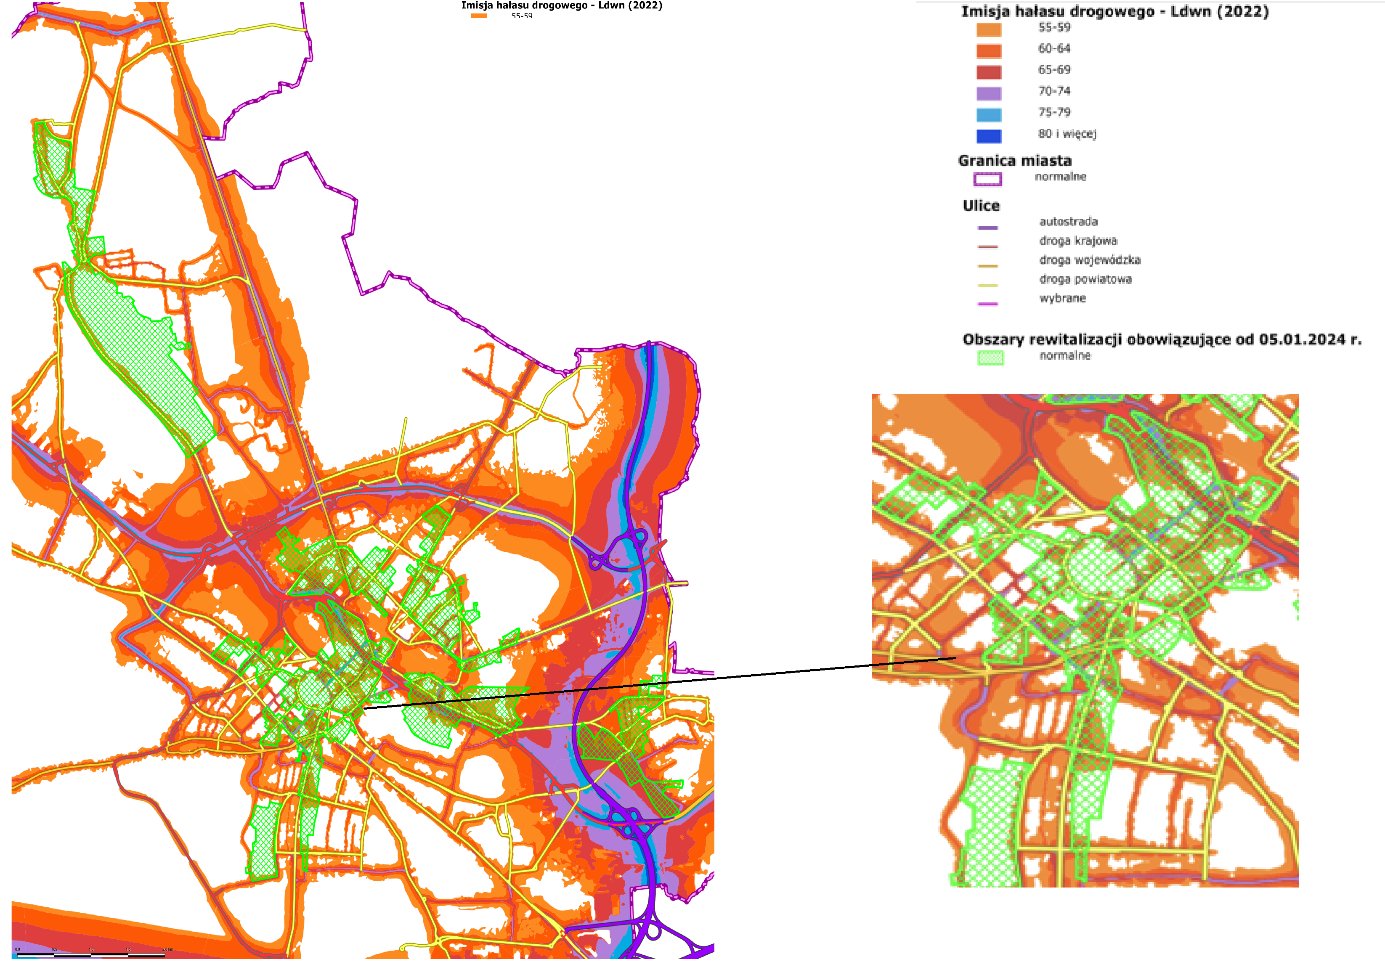 Imisja hałasu drogowego - Ldwn (2022)
55-59
Imisja hałasu drogowego - Ldwn (2022)
55-59
60-64
65-69
70-74
75-79
80 i więcej
Granica miasta
normalne
Ulice
autostrada
droga krajowa
droga wojewódzka
droga powiatowa
wybrane
Obszary rewitalizacji obowiązujące od 05.01.2024 r.
normalne